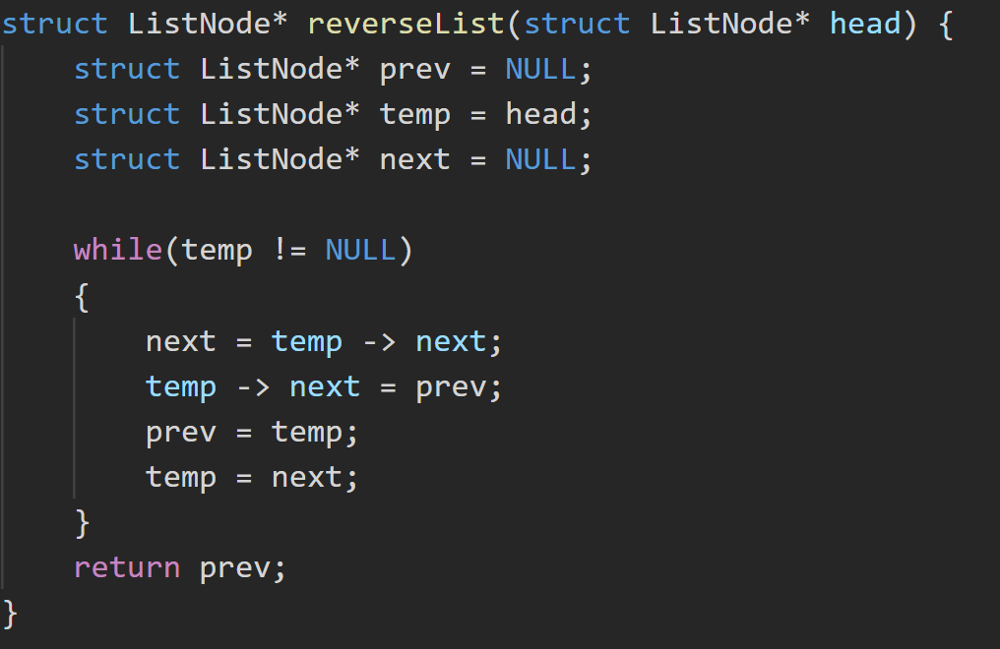 struct ListNode* reverseList(struct ListNode* head) {
    struct ListNode* prev = NULL;
    struct ListNode* temp = head;
    struct ListNode* next = NULL;

    while(temp != NULL)
    {
        next = temp -> next;
        temp -> next = prev;
        prev = temp;
        temp = next;
    }
    return prev;
}